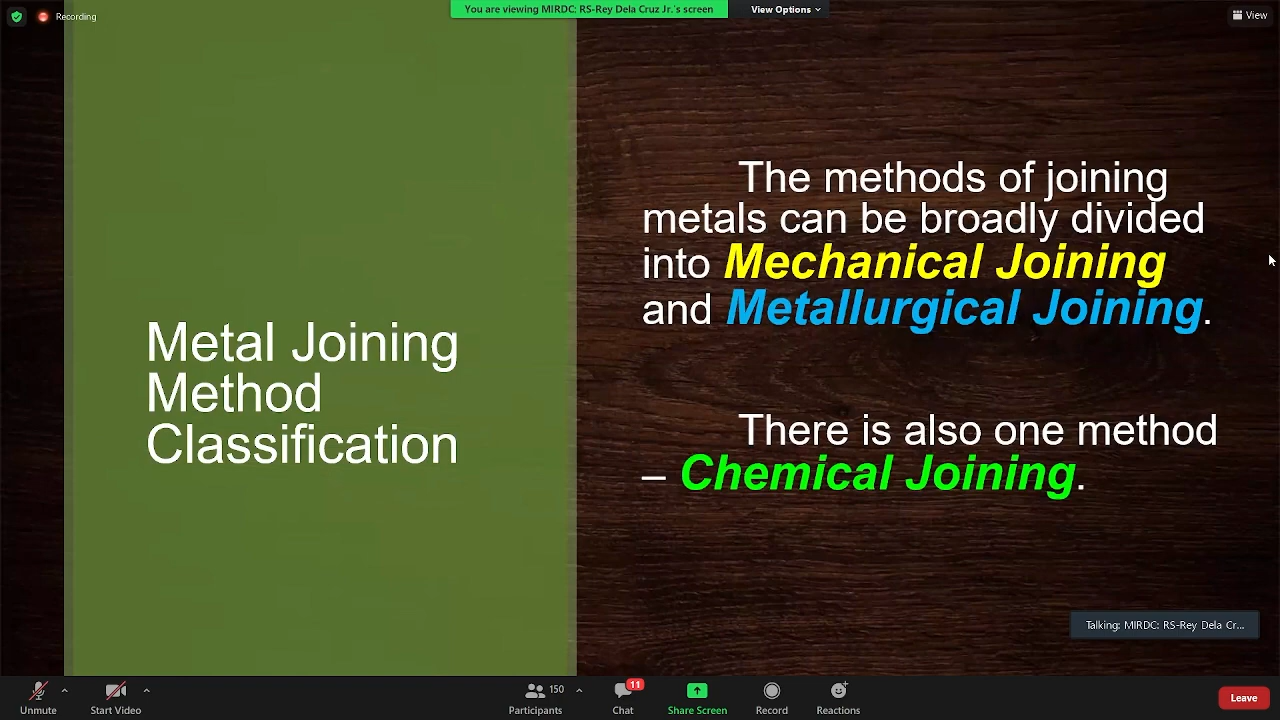 Recording
You are viewing MIRDC: RS-Rey Dela Cruz Jr.'s screen
View Options
View
Metal Joining
Method
Classification
The methods of joining
metals can be broadly divided
into Mechanical Joining
and Metallurgical Joining.
There is also one method
– Chemical Joining.
Talking: MIRDC: RS-Rey Dela Cr...
Unmute
Start Video
150
Participants
11
Chat
Share Screen
Record
Reactions
Leave